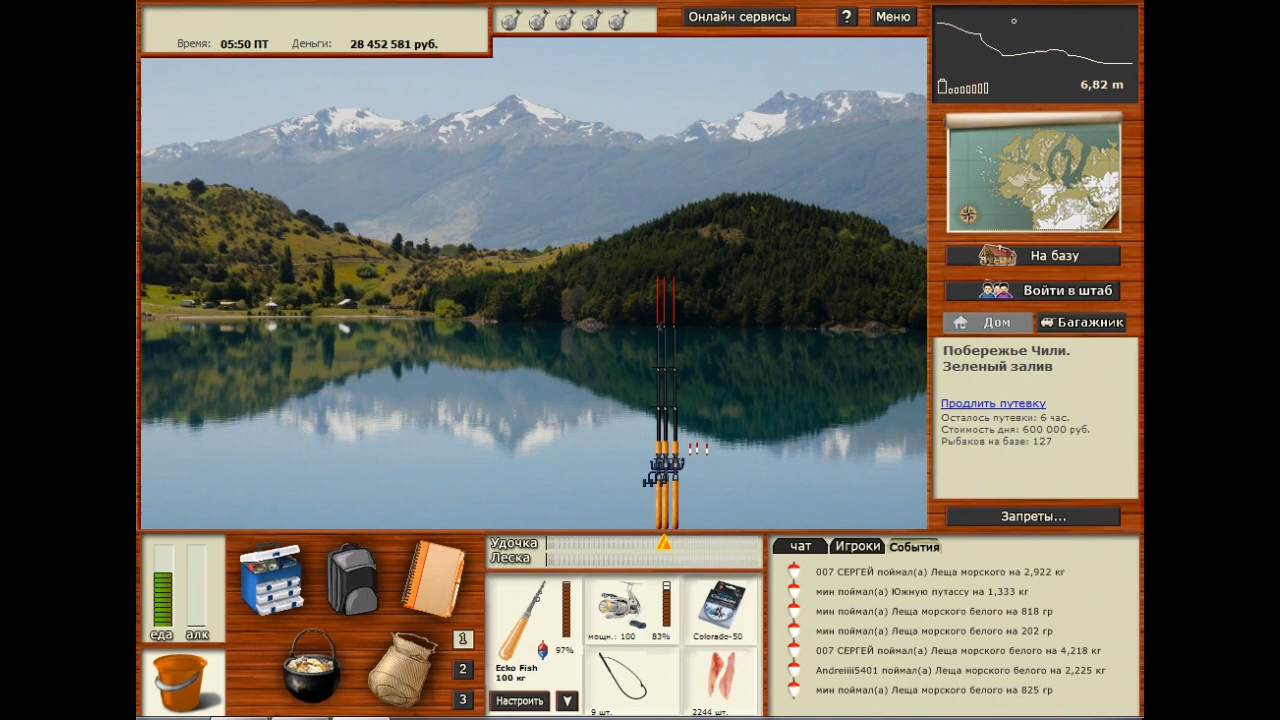 Онлайн сервисы
?
Меню
Время: 05:50 ПТ Деньги: 28 452 581 руб.
6,82 m
На базу
Войти в штаб
Дом
Багажник
Побережье Чили.
Зеленый залив
Продлить путевку
Осталось путевки: 6 час.
Стоимость дня: 600 000 руб.
Рыбаков на базе: 127
Запреты...
Удочка
Леска
чат Игроки События
007 СЕРГЕЙ поймал(а) Леща морского на 2,922 кг
мин поймал(а) Южную путассу на 1,333 кг
мин поймал(а) Леща морского белого на 818 гр
мин поймал(а) Леща морского белого на 202 гр
007 СЕРГЕЙ поймал(а) Леща морского белого на 4,218 кг
Andreiiii5401 поймал(а) Леща морского белого на 2,225 кг
мин поймал(а) Леща морского белого на 825 гр
еда алк
1
2
3
97%
Ecko Fish
100 кг
Настроить
мощн.: 100 83%
Colorado-50
9 шт.
2244 шт.